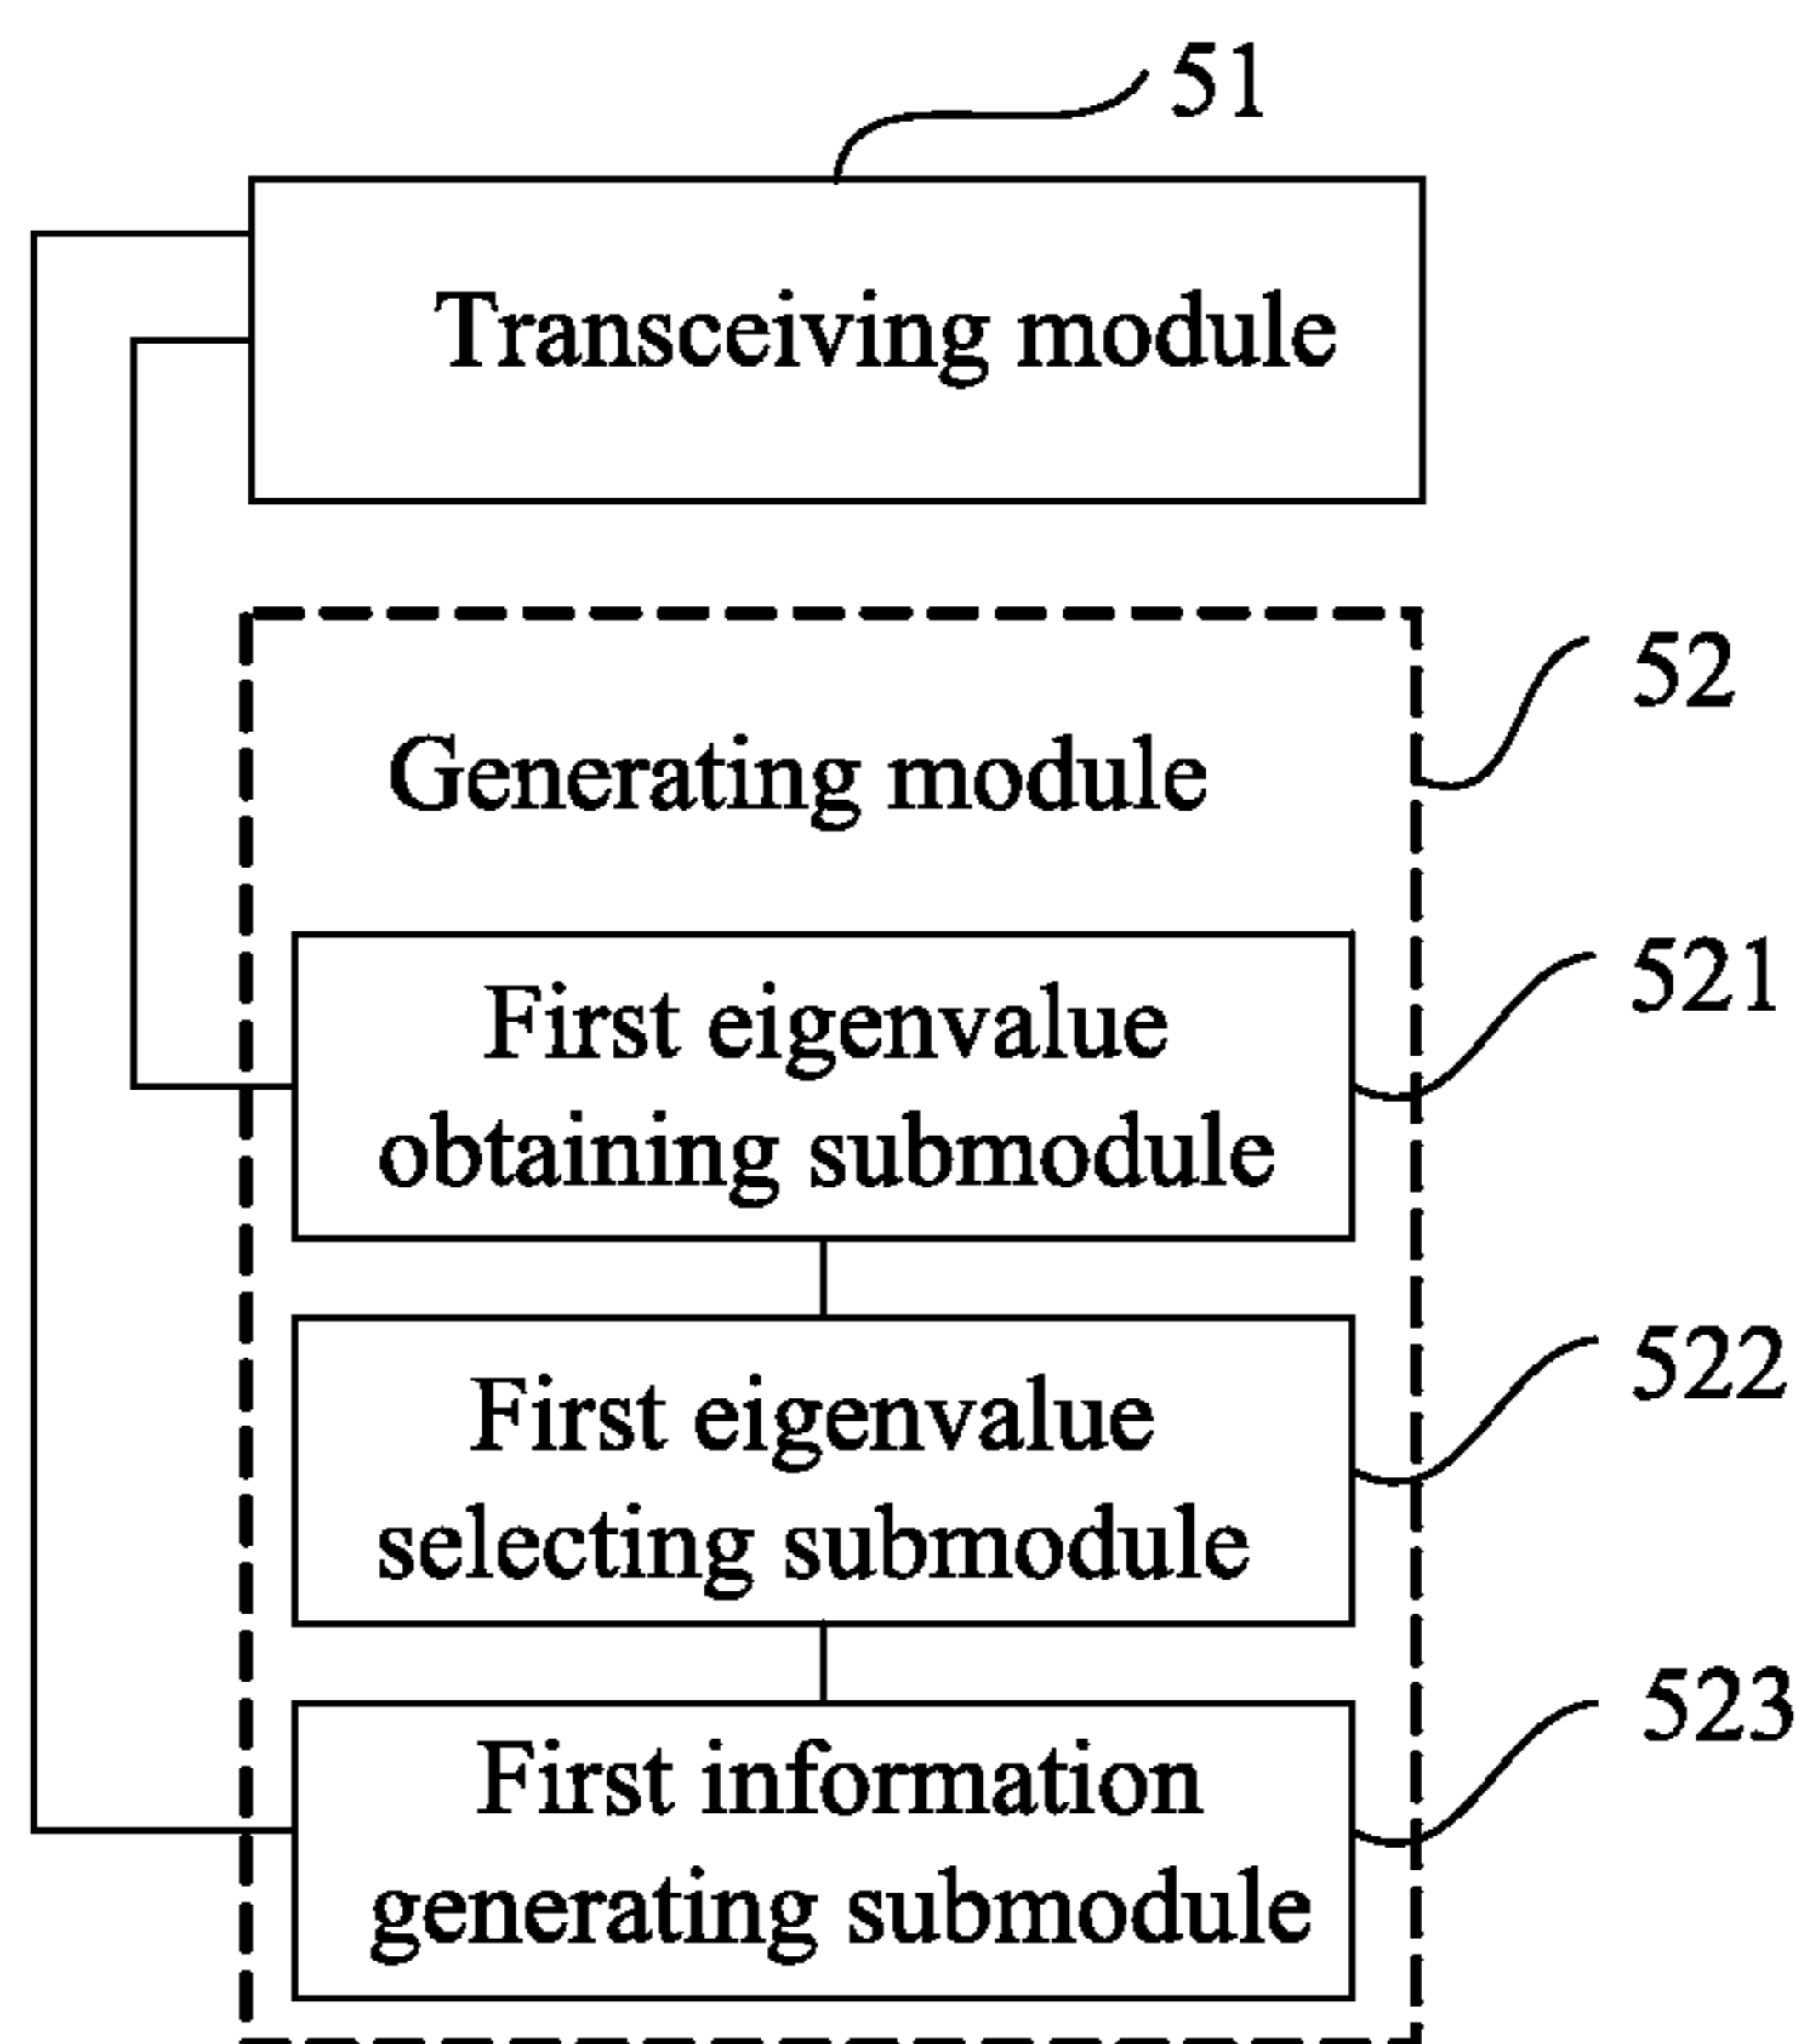 51
Transceiving module
52
Generating module
521
First eigenvalue
obtaining submodule
522
First eigenvalue
selecting submodule
523
First information
generating submodule